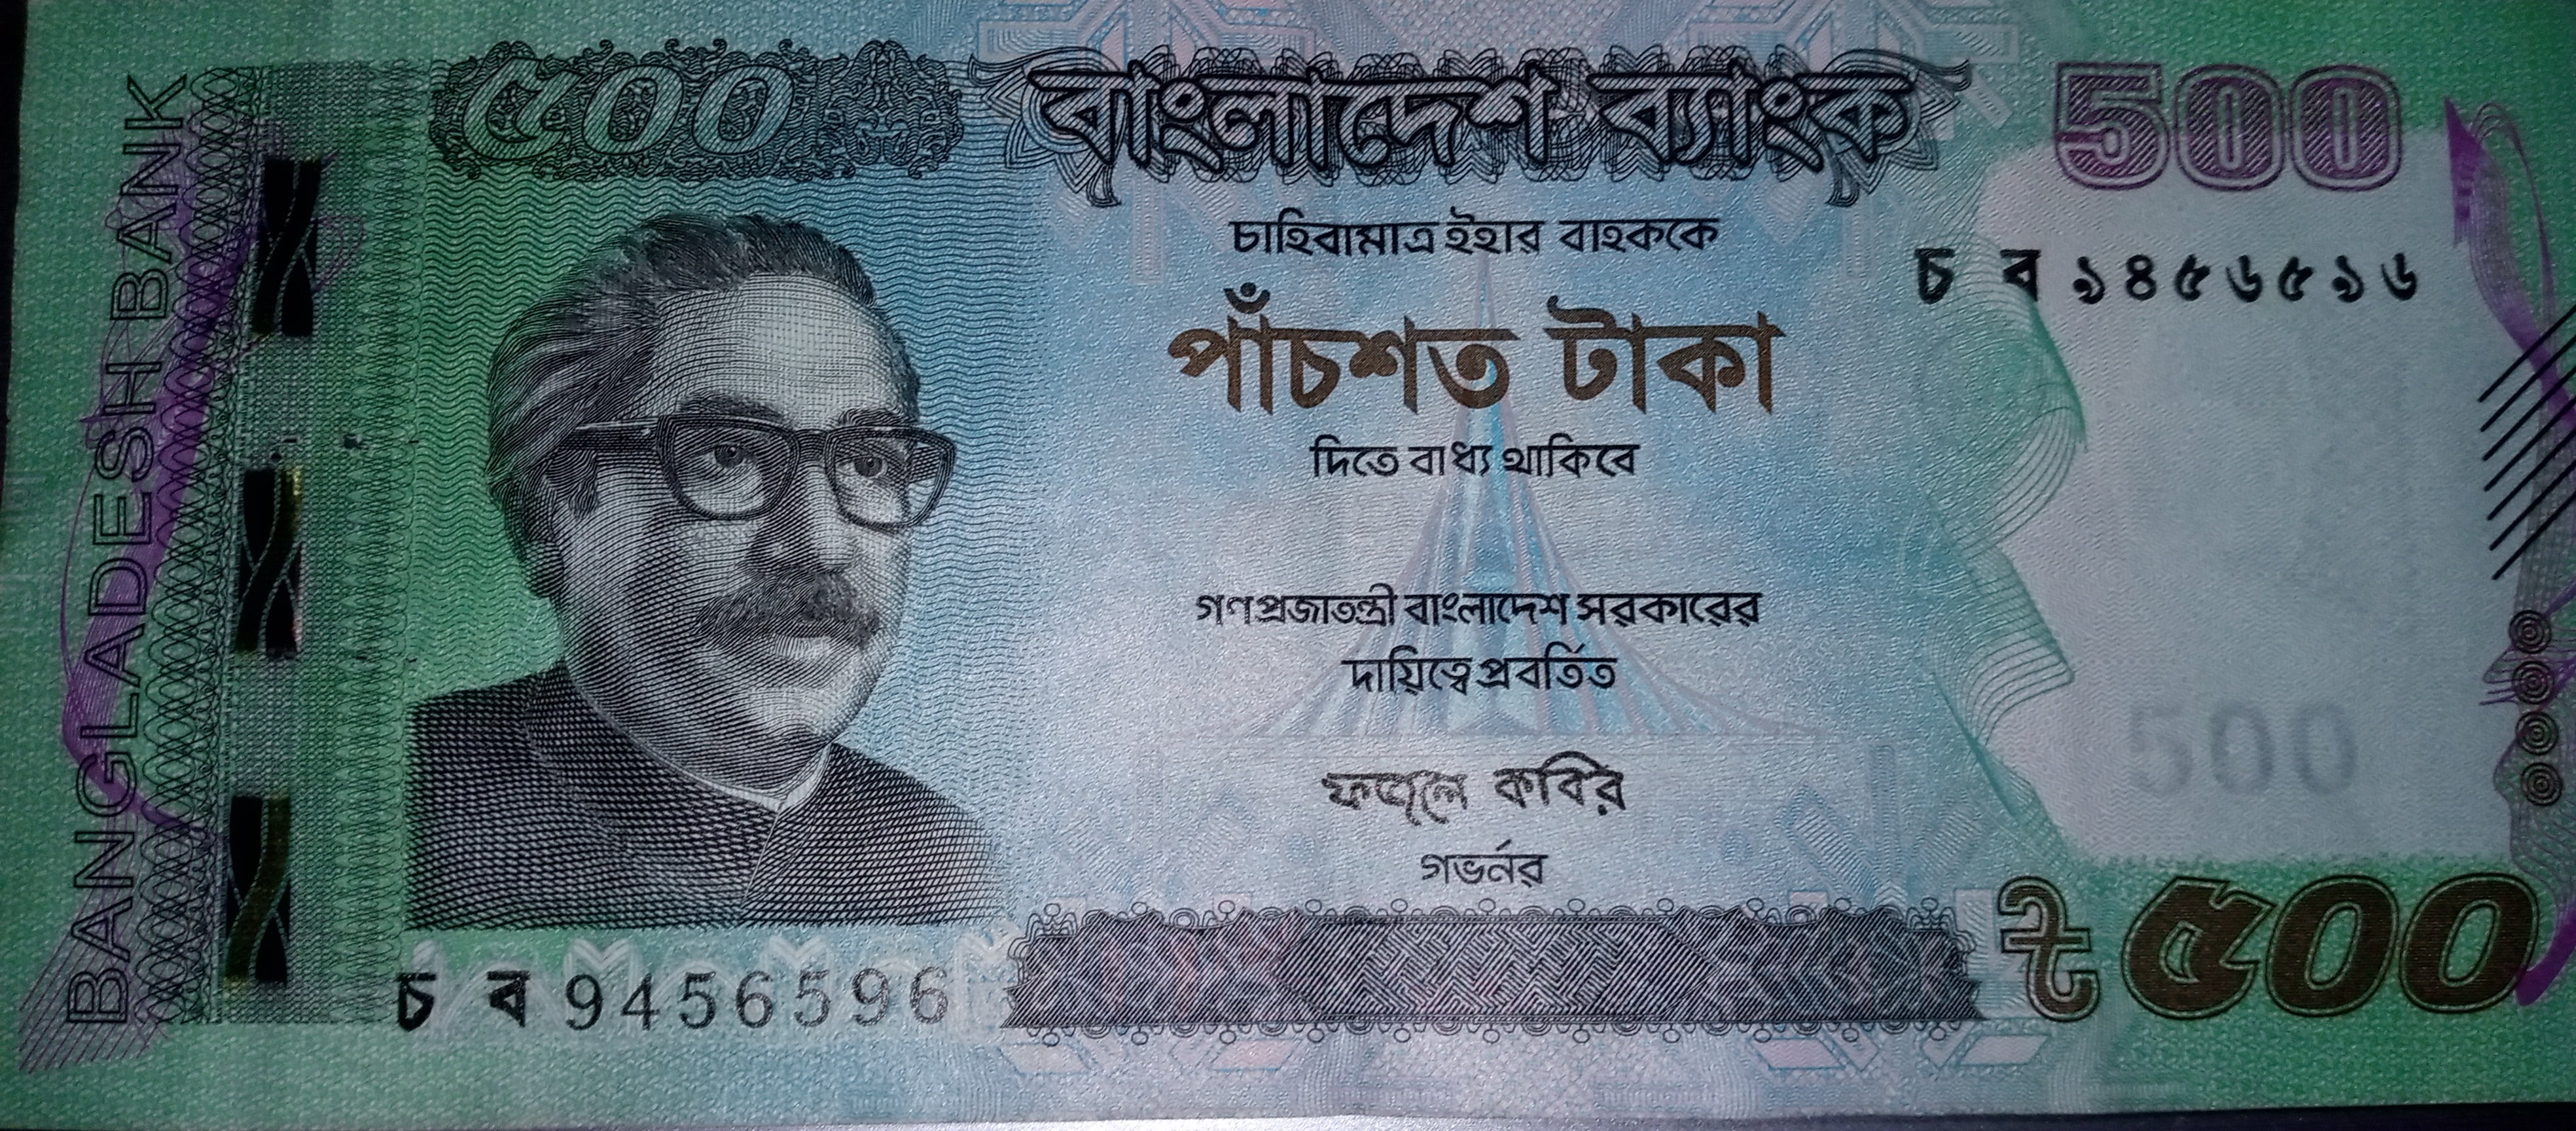 BANGLADESH BANK
৫০০
বাংলাদেশ ব্যাংক
500
চাহিবামাত্র ইহার বাহককে
চ ব ৯৪৫৬৫৯৬
পাঁচশত টাকা
দিতে বাধ্য থাকিবে
গণপ্রজাতন্ত্রী বাংলাদেশ সরকারের
দায়িত্বে প্রবর্তিত
500
ফজলে কবির
গভর্নর
৳ ৫০০
চ ব 9456596